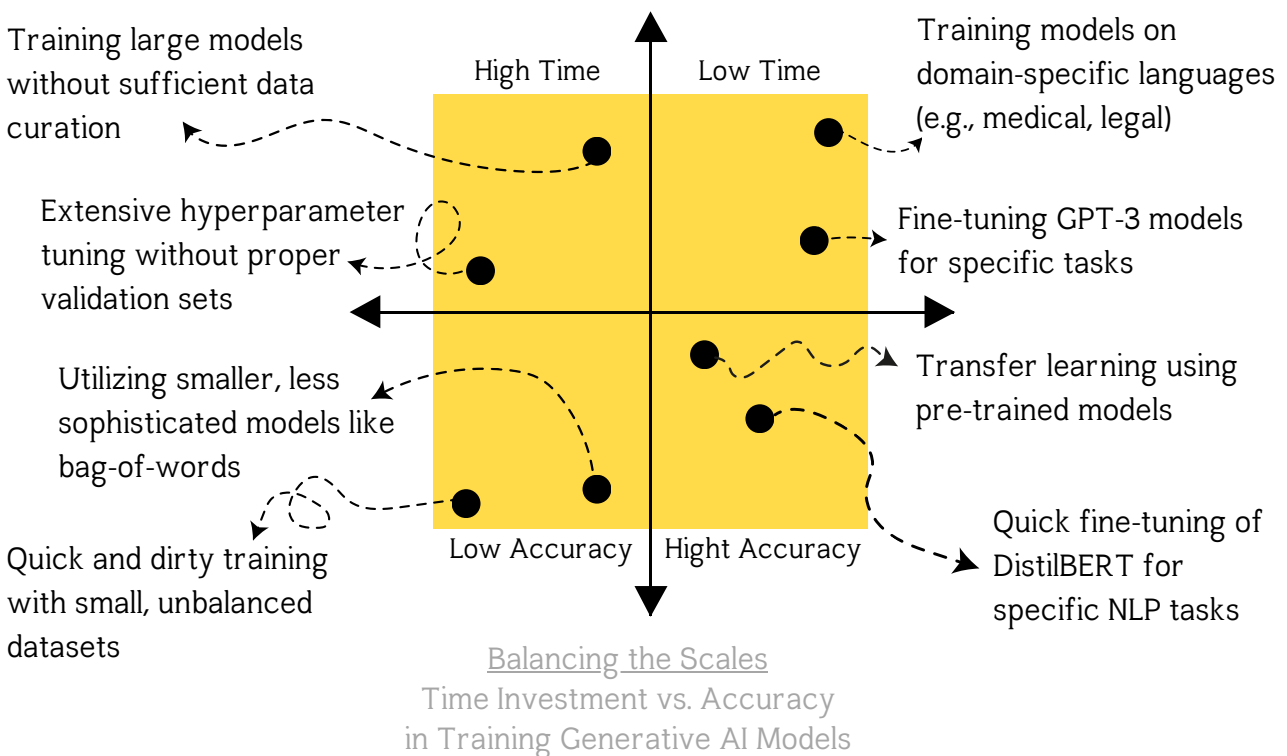 Training large models
without sufficient data
curation
High Time
Low Time
Training models on
domain-specific languages
(e.g., medical, legal)
Extensive hyperparameter
tuning without proper
validation sets
Fine-tuning GPT-3 models
for specific tasks
Utilizing smaller, less
sophisticated models like
bag-of-words
Transfer learning using
pre-trained models
Quick and dirty training
with small, unbalanced
datasets
Low Accuracy
Hight Accuracy
Quick fine-tuning of
DistilBERT for
specific NLP tasks
Balancing the Scales
Time Investment vs. Accuracy
in Training Generative AI Models